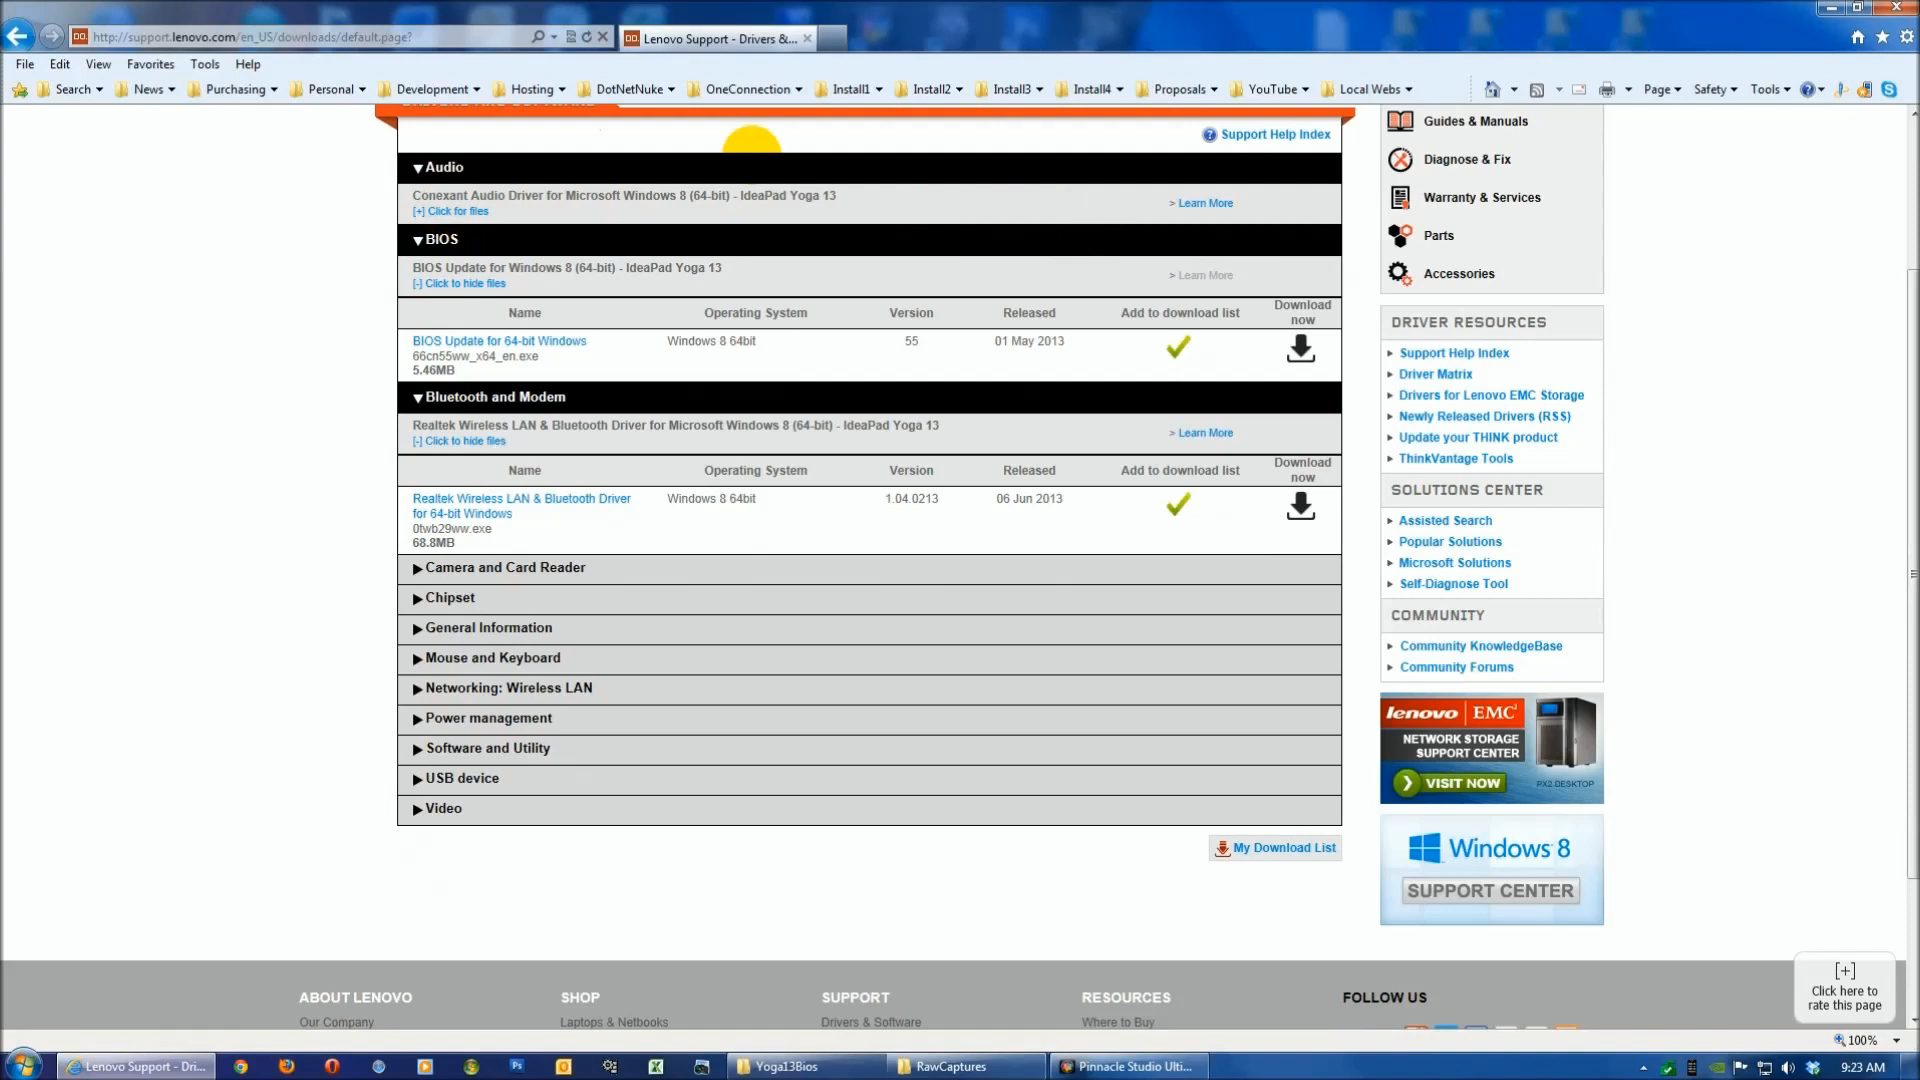 http://support.lenovo.com/en_US/downloads/default.page?
Lenovo Support - Drivers &...
File Edit View Favorites Tools Help
Search News Purchasing Personal Development Hosting DotNetNuke OneConnection Install1 Install2 Install3 Install4 Proposals YouTube Local Webs Page Safety Tools
Support Help Index
Audio
Conexant Audio Driver for Microsoft Windows 8 (64-bit) - IdeaPad Yoga 13
[+] Click for files
> Learn More
BIOS
BIOS Update for Windows 8 (64-bit) - IdeaPad Yoga 13
[-] Click to hide files
> Learn More
Name Operating System Version Released Add to download list Download now
BIOS Update for 64-bit Windows Windows 8 64bit 55 01 May 2013
66cn55ww_x64_en.exe
5.46MB
Bluetooth and Modem
Realtek Wireless LAN & Bluetooth Driver for Microsoft Windows 8 (64-bit) - IdeaPad Yoga 13
[-] Click to hide files
> Learn More
Name Operating System Version Released Add to download list Download now
Realtek Wireless LAN & Bluetooth Driver Windows 8 64bit 1.04.0213 06 Jun 2013
for 64-bit Windows
0twb29ww.exe
68.8MB
Camera and Card Reader
Chipset
General Information
Mouse and Keyboard
Networking: Wireless LAN
Power management
Software and Utility
USB device
Video
My Download List
Guides & Manuals
Diagnose & Fix
Warranty & Services
Parts
Accessories
DRIVER RESOURCES
Support Help Index
Driver Matrix
Drivers for Lenovo EMC Storage
Newly Released Drivers (RSS)
Update your THINK product
ThinkVantage Tools
SOLUTIONS CENTER
Assisted Search
Popular Solutions
Microsoft Solutions
Self-Diagnose Tool
COMMUNITY
Community KnowledgeBase
Community Forums
lenovo EMC
NETWORK STORAGE
SUPPORT CENTER
VISIT NOW
PX2 DESKTOP
Windows 8
SUPPORT CENTER
[+]
Click here to
rate this page
ABOUT LENOVO SHOP SUPPORT RESOURCES FOLLOW US
Our Company Laptops & Netbooks Drivers & Software Where to Buy
100%
Lenovo Support - Dri... Yoga13Bios RawCaptures Pinnacle Studio Ulti... 9:23 AM